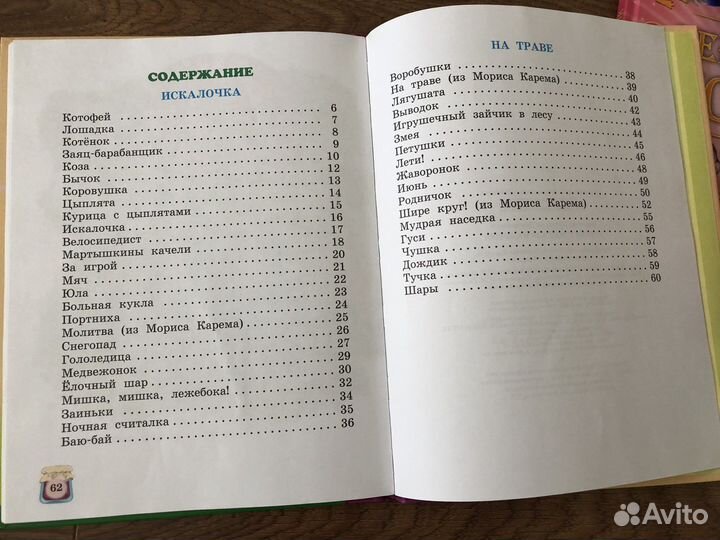 СОДЕРЖАНИЕ
ИСКАЛОЧКА
Котофей 6
Лошадка 7
Котёнок 8
Заяц-барабанщик 9
Коза 10
Бычок 12
Коровушка 13
Цыплята 14
Курица с цыплятами 15
Искалочка 16
Велосипедист 17
Мартышкины качели 18
За игрой 20
Мяч 21
Юла 22
Больная кукла 23
Портниха 24
Молитва (из Мориса Карема) 25
Снегопад 26
Гололедица 27
Медвежонок 29
Ёлочный шар 30
Мишка, мишка, лежебока! 32
Заиньки 34
Ночная считалка 35
Баю-бай 36
62
НА ТРАВЕ
Воробушки 38
На траве (из Мориса Карема) 39
Лягушата 40
Выводок 42
Игрушечный зайчик в лесу 43
Змея 44
Петушки 45
Лети! 46
Жаворонок 48
Июнь 49
Родничок 50
Шире круг! (из Мориса Карема) 52
Мудрая наседка 55
Гуси 56
Чушка 57
Дождик 58
Тучка 59
Шары 60
Avito